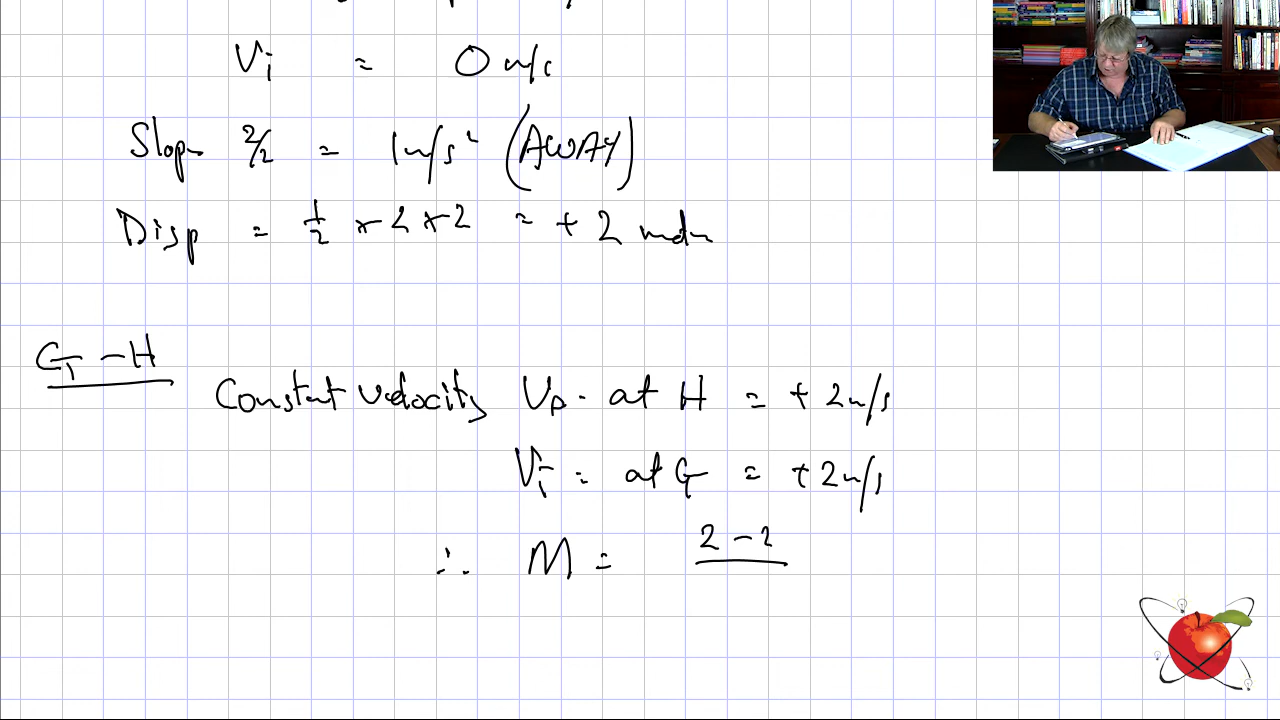 Vi = 0 m/s
Slope 2/2 = 1 m/s² (AWAY)
Disp = 1/2 × 2 × 2 = + 2
G - H
Constant Velocity VF. at H = + 2 m/s
Vi = at G = + 2 m/s
∴ M = 2 - 2